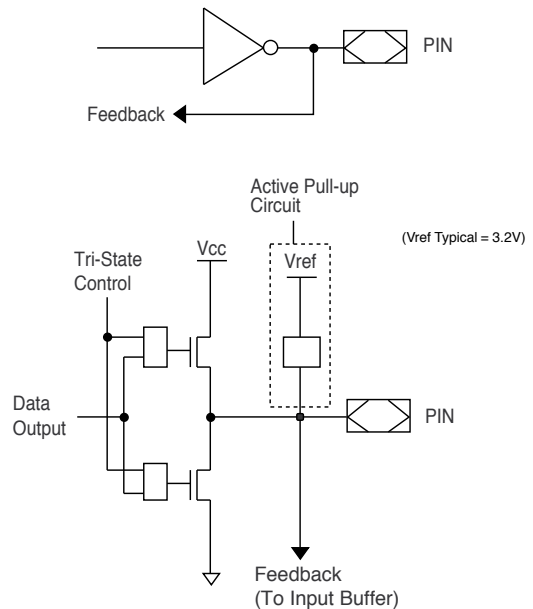 PIN
Feedback
Active Pull-up
Circuit
(Vref Typical = 3.2V)
Vcc
Vref
Tri-State
Control
Data
Output
PIN
Feedback
(To Input Buffer)